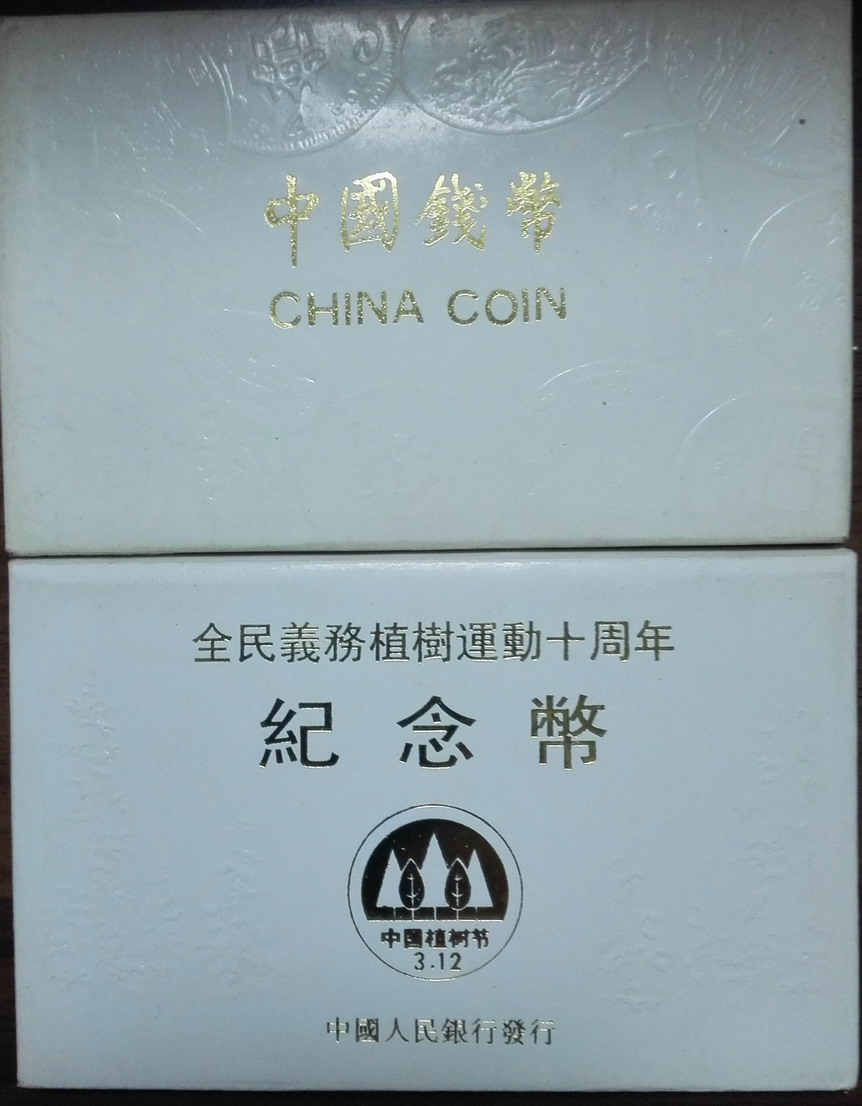 中國錢幣
CHINA COIN
全民義務植樹運動十周年
紀念幣
中国植树节
3.12
中國人民銀行發行